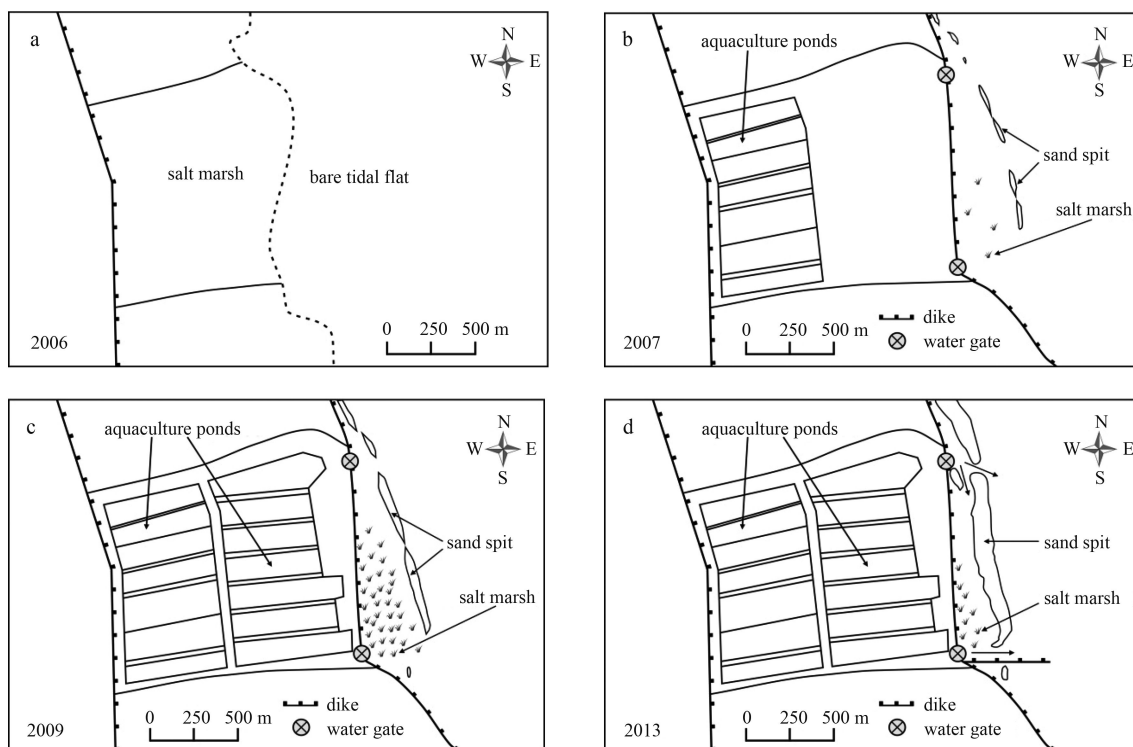 a
N
W E
S
salt marsh
bare tidal flat
2006
0 250 500 m
b
aquaculture ponds
N
W E
S
sand spit
salt marsh
dike
0 250 500 m
water gate
2007
c
aquaculture ponds
N
W E
S
sand spit
salt marsh
dike
0 250 500 m
water gate
2009
d
aquaculture ponds
N
W E
S
sand spit
salt marsh
dike
0 250 500 m
water gate
2013